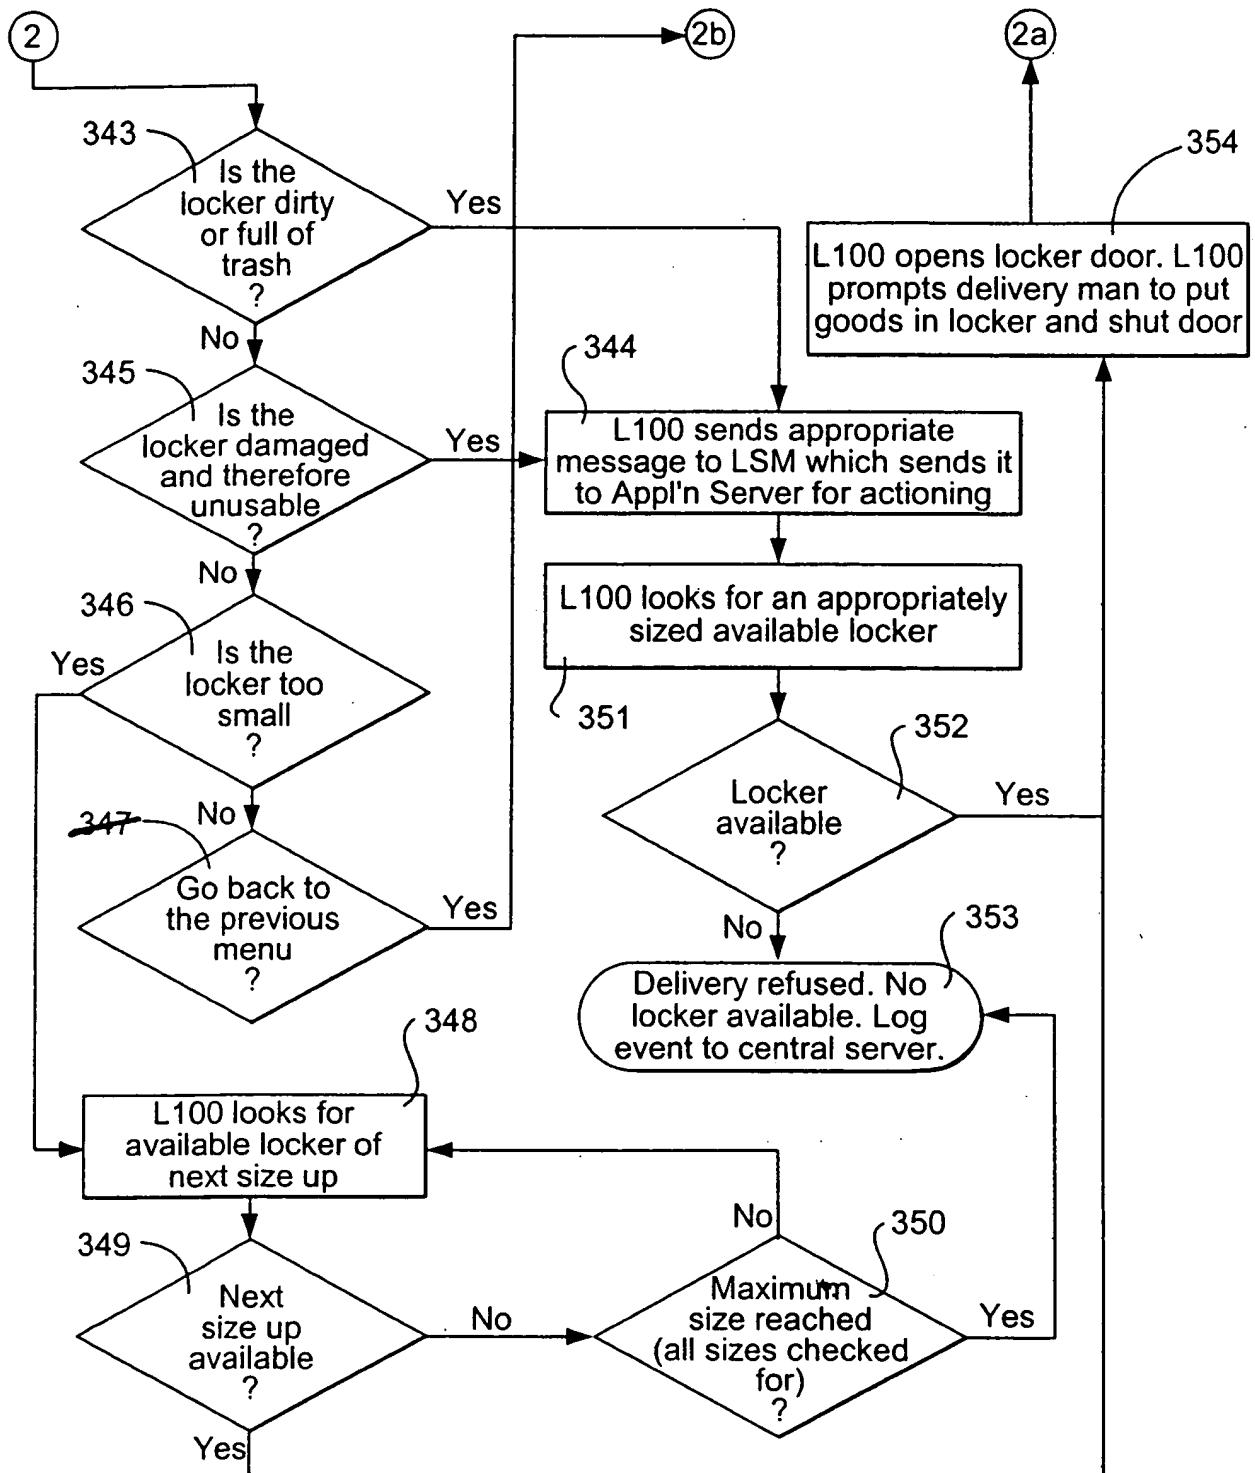 2
2b
2a
343
Is the
locker dirty
or full of
trash
?
Yes
No
354
L100 opens locker door. L100
prompts delivery man to put
goods in locker and shut door
345
Is the
locker damaged
and therefore
unusable
?
Yes
No
344
L100 sends appropriate
message to LSM which sends it
to Appl'n Server for actioning
346
Is the
locker too
small
?
Yes
No
L100 looks for an appropriately
sized available locker
351
352
Locker
available
?
Yes
No
347
Go back to
the previous
menu
?
Yes
353
Delivery refused. No
locker available. Log
event to central server.
348
L100 looks for
available locker of
next size up
349
Next
size up
available
?
No
Yes
350
Maximum
size reached
(all sizes checked
for)
?
No
Yes